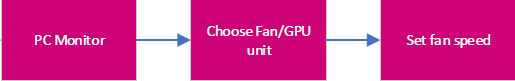 PC Monitor
Choose Fan/GPU
unit
Set fan speed